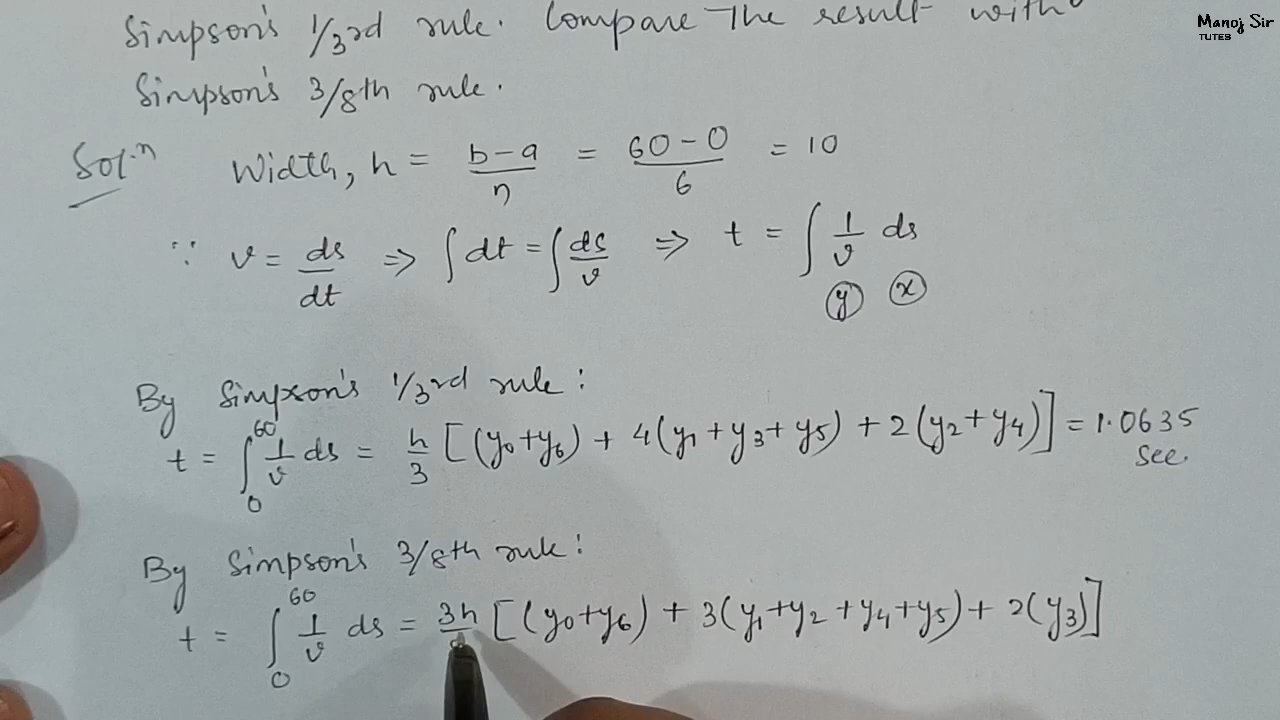 Simpson's 1/3rd rule. Compare The result with
Simpson's 3/8th rule.
Manoj Sir
TUTES
Sol.n Width, h = b-a/n = 60-0/6 = 10
∵ v = ds/dt ⇒ ∫dt = ∫ds/v ⇒ t = ∫ 1/v ds
y x
By Simpson's 1/3rd rule:
t = ∫₀⁶⁰ 1/v ds = h/3 [(y₀+y₆) + 4(y₁+y₃+y₅) + 2(y₂+y₄)] = 1.0635
sec.
By Simpson's 3/8th rule:
t = ∫₀⁶⁰ 1/v ds = 3h [(y₀+y₆) + 3(y₁+y₂+y₄+y₅) + 2(y₃)]